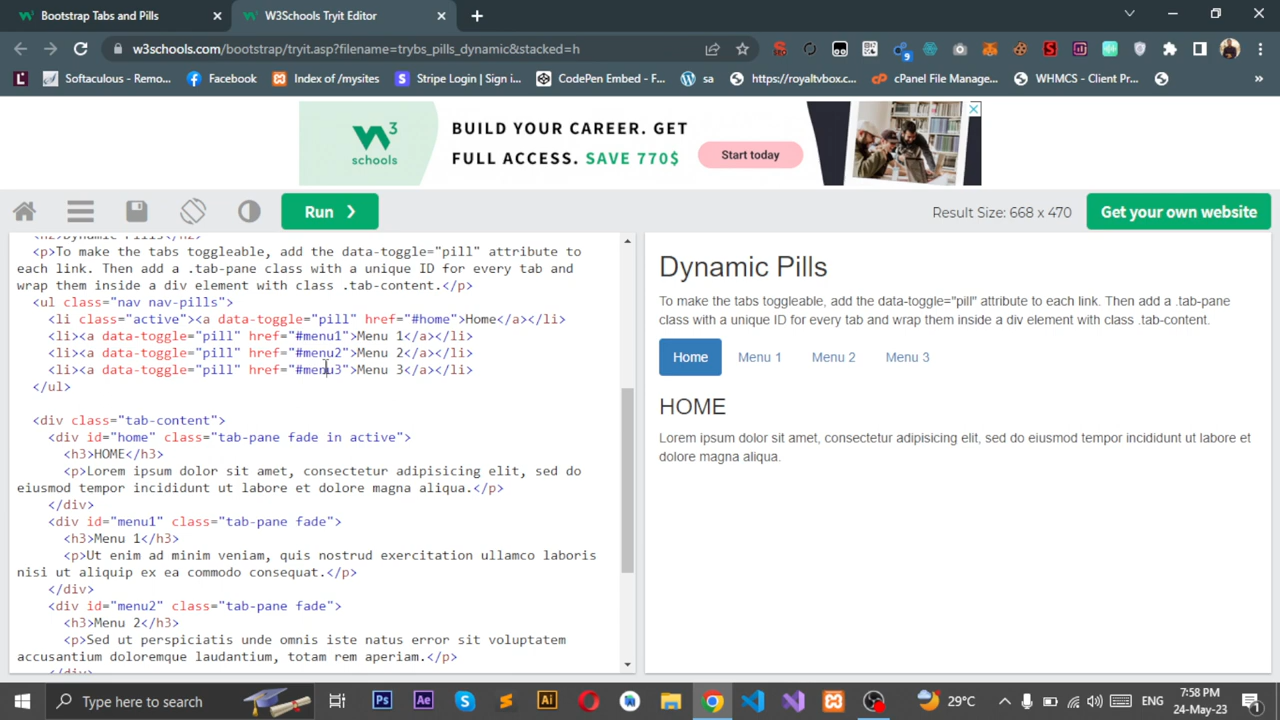 Bootstrap Tabs and Pills
W3Schools Tryit Editor
w3schools.com/bootstrap/tryit.asp?filename=trybs_pills_dynamic&stacked=h
9
Softaculous - Remo...
Facebook
Index of /mysites
Stripe Login | Sign i...
CodePen Embed - F...
sa
https://royaltvbox.c...
cPanel File Manage...
WHMCS - Client Pr...
3
schools
BUILD YOUR CAREER. GET
FULL ACCESS. SAVE 770$
Start today
Run
Result Size: 668 x 470
Get your own website
<h2>Dynamic Pills</h2>
<p>To make the tabs toggleable, add the data-toggle="pill" attribute to
each link. Then add a .tab-pane class with a unique ID for every tab and
wrap them inside a div element with class .tab-content.</p>
<ul class="nav nav-pills">
<li class="active"><a data-toggle="pill" href="#home">Home</a></li>
<li><a data-toggle="pill" href="#menu1">Menu 1</a></li>
<li><a data-toggle="pill" href="#menu2">Menu 2</a></li>
<li><a data-toggle="pill" href="#menu3">Menu 3</a></li>
</ul>
<div class="tab-content">
<div id="home" class="tab-pane fade in active">
<h3>HOME</h3>
<p>Lorem ipsum dolor sit amet, consectetur adipisicing elit, sed do
eiusmod tempor incididunt ut labore et dolore magna aliqua.</p>
</div>
<div id="menu1" class="tab-pane fade">
<h3>Menu 1</h3>
<p>Ut enim ad minim veniam, quis nostrud exercitation ullamco laboris
nisi ut aliquip ex ea commodo consequat.</p>
</div>
<div id="menu2" class="tab-pane fade">
<h3>Menu 2</h3>
<p>Sed ut perspiciatis unde omnis iste natus error sit voluptatem
accusantium doloremque laudantium, totam rem aperiam.</p>
</div>
Dynamic Pills
To make the tabs toggleable, add the data-toggle="pill" attribute to each link. Then add a .tab-pane
class with a unique ID for every tab and wrap them inside a div element with class .tab-content.
Home
Menu 1
Menu 2
Menu 3
HOME
Lorem ipsum dolor sit amet, consectetur adipisicing elit, sed do eiusmod tempor incididunt ut labore et
dolore magna aliqua.
Type here to search
Ps
Ae
Ai
29°C
ENG
7:58 PM
24-May-23
1